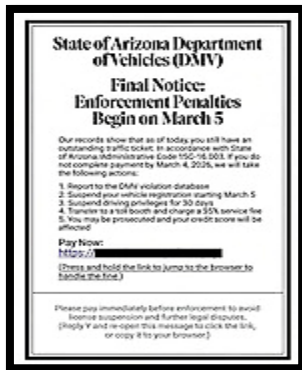 State of Arizona Department
of Vehicles (DMV)
Final Notice:
Enforcement Penalties
Begin on March 5
Our records show that as of today, you still have an
outstanding traffic ticket. In accordance with State
of Arizona Administrative Code 15C-16.003, If you do
not complete payment by March 4, 2026, we will take
the following actions:
1. Report to the DMV violation database
2. Suspend your vehicle registration starting March 5
3. Suspend driving privileges for 30 days
4. Transfer to a toll booth and charge a 35% service fee
5. You may be prosecuted and your credit score will be
affected
Pay Now:
https://
(Press and hold the link to jump to the browser to
handle the fine.)
Please pay immediately before enforcement to avoid
license suspension and further legal disputes.
(Reply Y and re-open this message to click the link,
or copy it to your browser.)